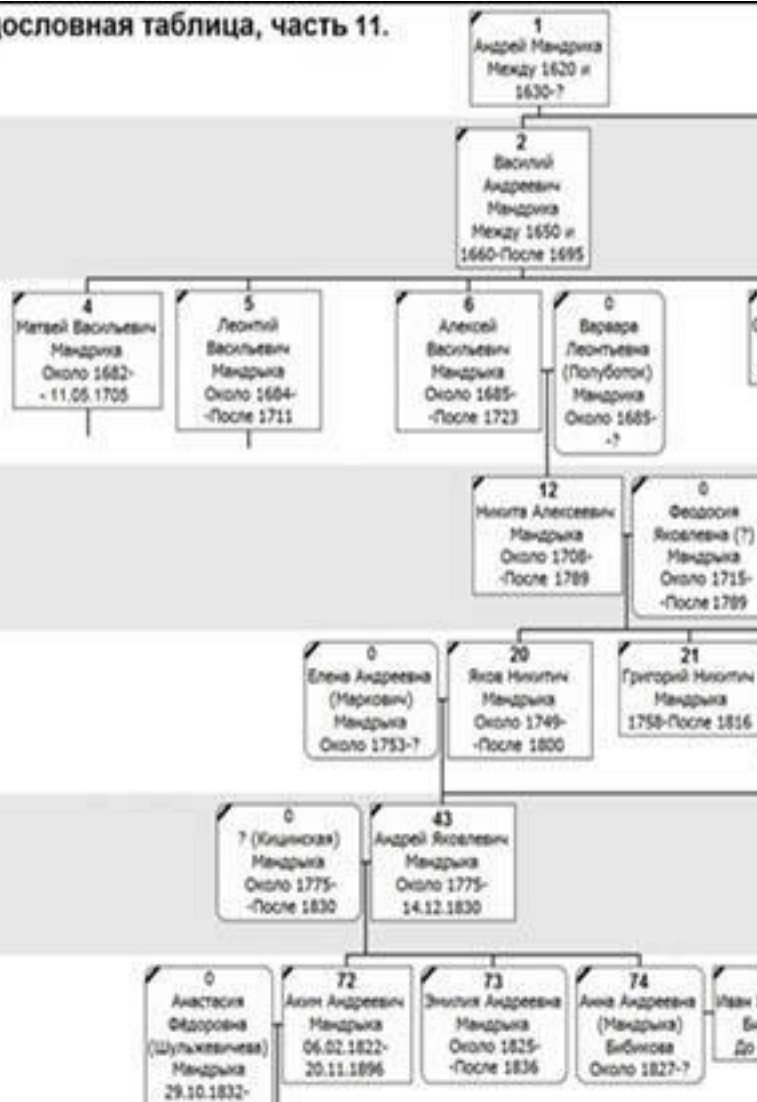 дословная таблица, часть 11.
1
Андрей Мандрика
Между 1620 и
1630-?
2
Василий
Андреевич
Мандрика
Между 1650 и
1660-После 1695
4
Матвей Васильевич
Мандрика
Около 1682-
- 11.05.1705
5
Леонтий
Васильевич
Мандрыка
Около 1684-
-После 1711
6
Алексей
Васильевич
Мандрыка
Около 1685-
-После 1723
0
Варвара
Леонтьевна
(Полуботок)
Мандрика
Около 1685-
-?
12
Никита Алексеевич
Мандрыка
Около 1708-
-После 1789
0
Феодосия
Яковлевна (?)
Мандрыка
Около 1715-
-После 1789
0
Елена Андреевна
(Маркович)
Мандрыка
Около 1753-?
20
Яков Никитич
Мандрыка
Около 1749-
-После 1800
21
Григорий Никитич
Мандрыка
1758-После 1816
0
? (Кицинская)
Мандрыка
Около 1775-
-После 1830
43
Андрей Яковлевич
Мандрыка
Около 1775-
14.12.1830
0
Анастасия
Фёдоровна
(Шульжевичева)
Мандрыка
29.10.1832-
72
Аким Андреевич
Мандрыка
06.02.1822-
20.11.1896
73
Эмилия Андреевна
Мандрыка
Около 1825-
-После 1836
74
Анна Андреевна
(Мандрыка)
Бибикова
Около 1827-?
Иван
Би
До